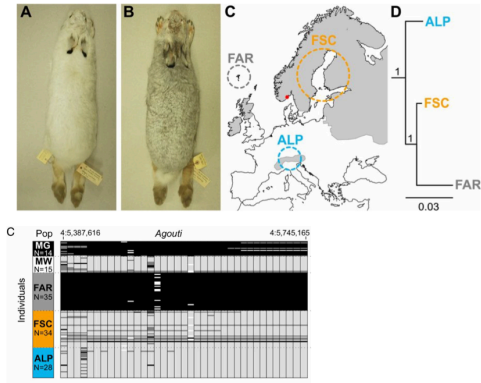 A
B
C
D
FAR
FSC
ALP
ALP
FSC
FAR
1
1
0.03
C
Pop
4:5,387,616
Agouti
4:5,745,165
Individuals
MG
N=14
MW
N=15
FAR
N=35
FSC
N=34
ALP
N=28